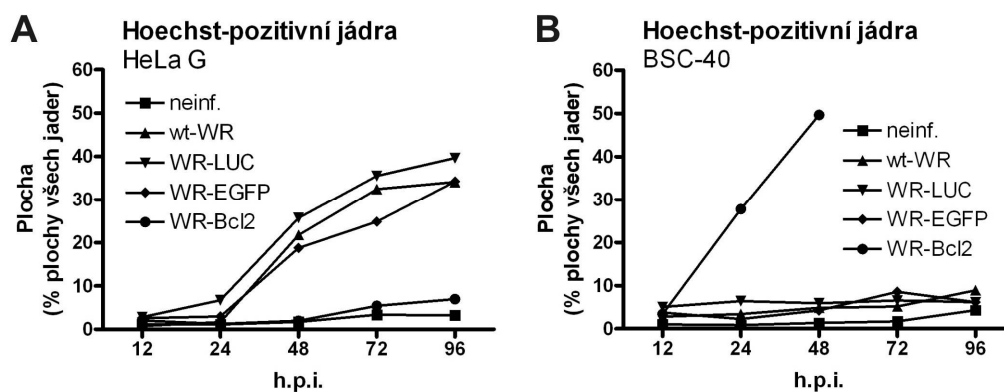 A
Hoechst-pozitivní jádra
HeLa G
Plocha
(% plochy všech jader)
60
50
40
30
20
10
0
neinf.
wt-WR
WR-LUC
WR-EGFP
WR-Bcl2
12 24 48 72 96
h.p.i.
B
Hoechst-pozitivní jádra
BSC-40
Plocha
(% plochy všech jader)
60
50
40
30
20
10
0
neinf.
wt-WR
WR-LUC
WR-EGFP
WR-Bcl2
12 24 48 72 96
h.p.i.